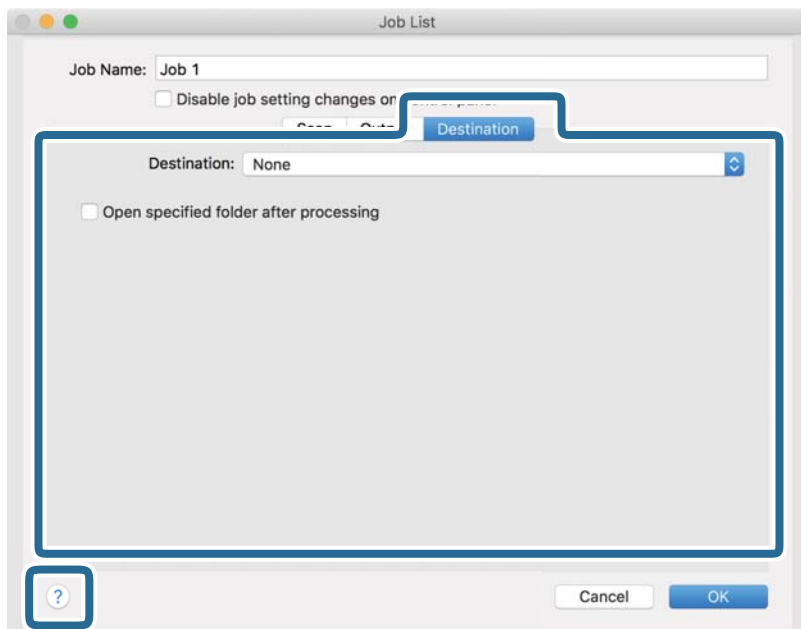 Job List
Job Name: Job 1
Disable job setting changes on
Destination
Destination: None
Open specified folder after processing
? Cancel OK